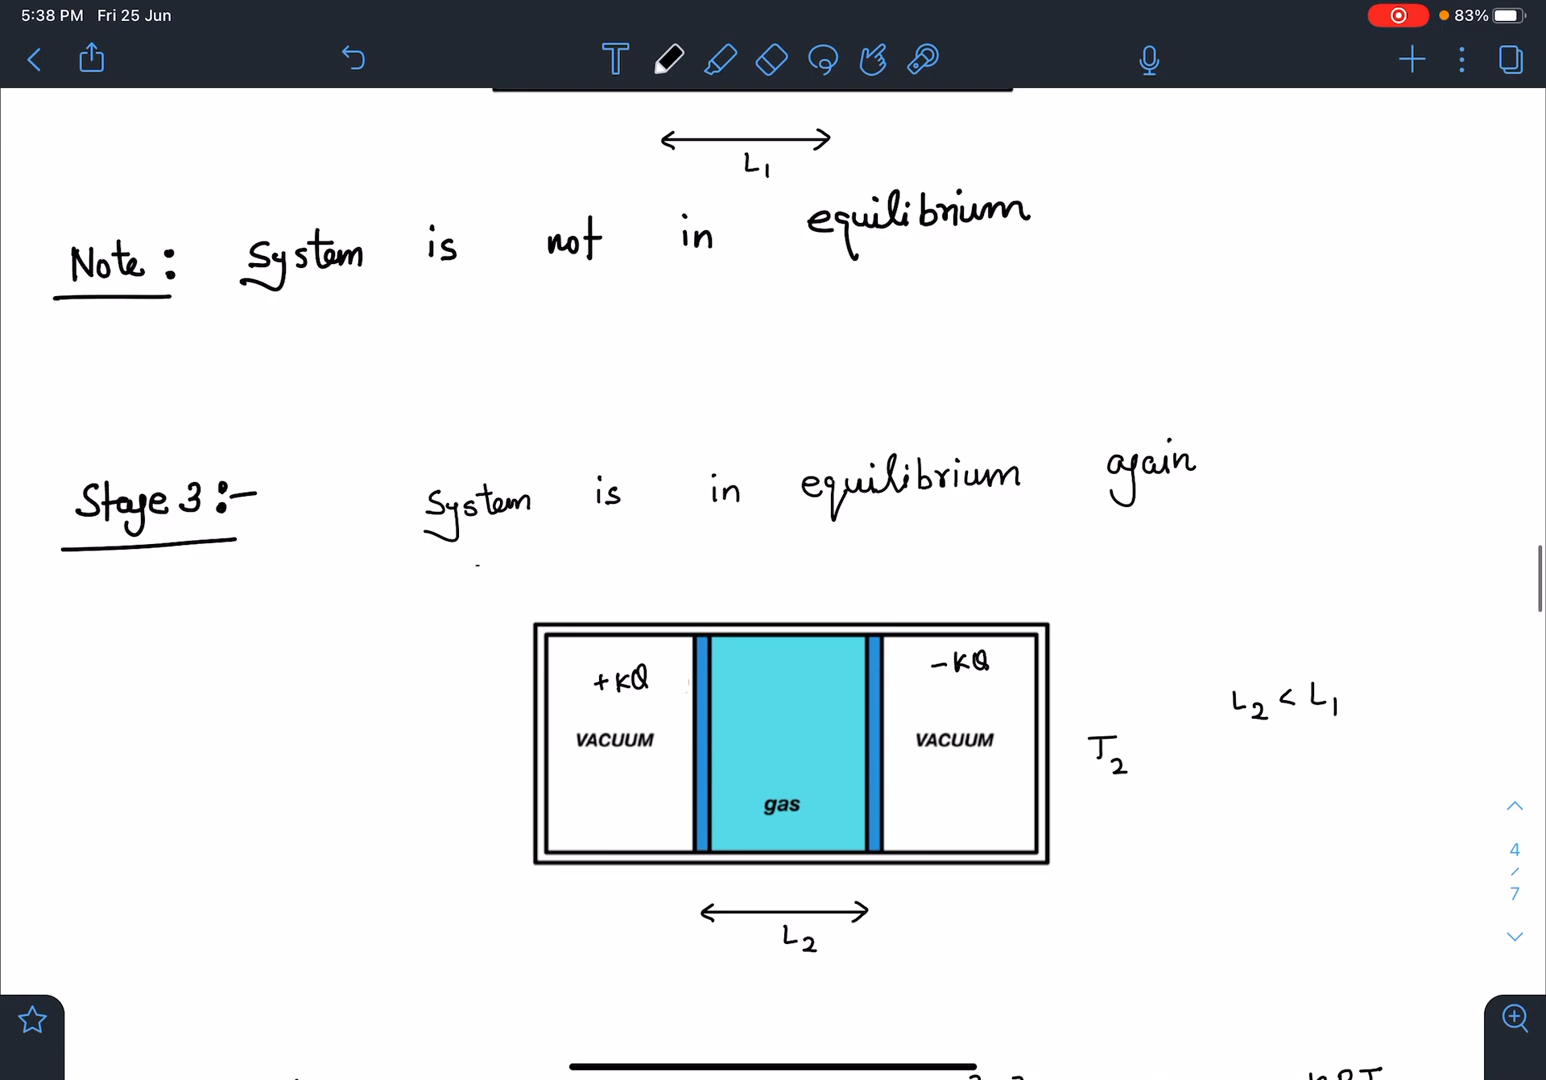 5:38 PM Fri 25 Jun
83%
T
L₁
Note: System is not in equilibrium
Stage 3:- System is in equilibrium again
+KQ
-KQ
VACUUM
VACUUM
gas
T₂
L₂ < L₁
L₂
4
/
7